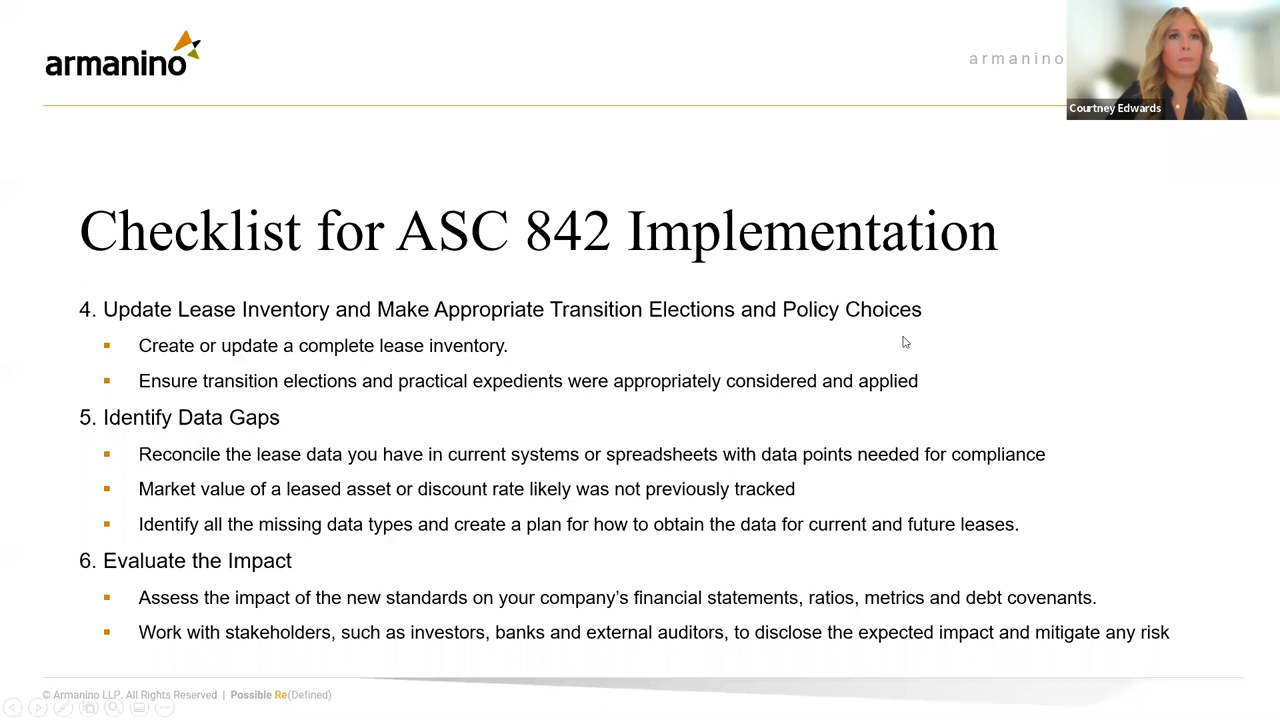 armanino
armanino
Courtney Edwards
Checklist for ASC 842 Implementation
4. Update Lease Inventory and Make Appropriate Transition Elections and Policy Choices
Create or update a complete lease inventory.
Ensure transition elections and practical expedients were appropriately considered and applied
5. Identify Data Gaps
Reconcile the lease data you have in current systems or spreadsheets with data points needed for compliance
Market value of a leased asset or discount rate likely was not previously tracked
Identify all the missing data types and create a plan for how to obtain the data for current and future leases.
6. Evaluate the Impact
Assess the impact of the new standards on your company’s financial statements, ratios, metrics and debt covenants.
Work with stakeholders, such as investors, banks and external auditors, to disclose the expected impact and mitigate any risk
© Armanino LLP. All Rights Reserved | Possible Re(Defined)